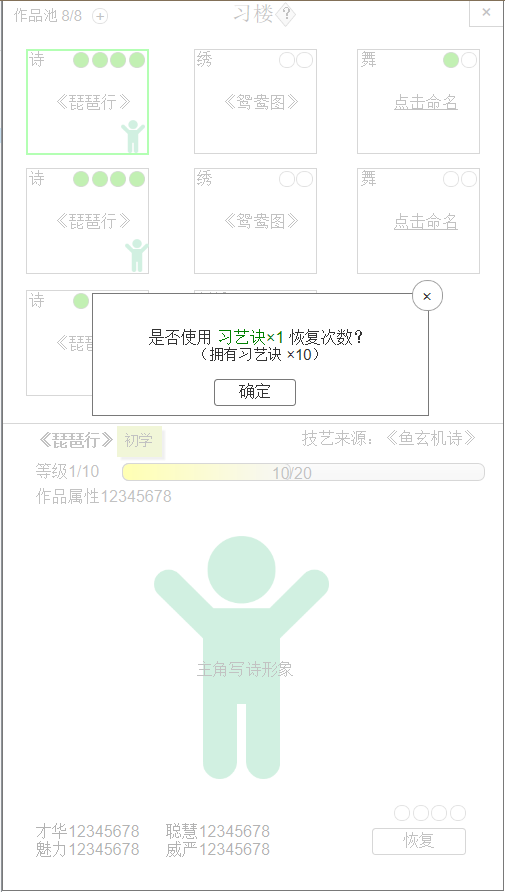 作品池 8/8 +
习楼 ?
×
诗 绣 舞
《琵琶行》 《鸳鸯图》 点击命名
诗 绣 舞
《琵琶行》 《鸳鸯图》 点击命名
诗
《琵琶
×
是否使用 习艺诀×1 恢复次数?
（拥有习艺诀 ×10）
确定
《琵琶行》 初学 技艺来源：《鱼玄机诗》
等级1/10 10/20
作品属性12345678
主角写诗形象
才华12345678 聪慧12345678
魅力12345678 威严12345678
恢复